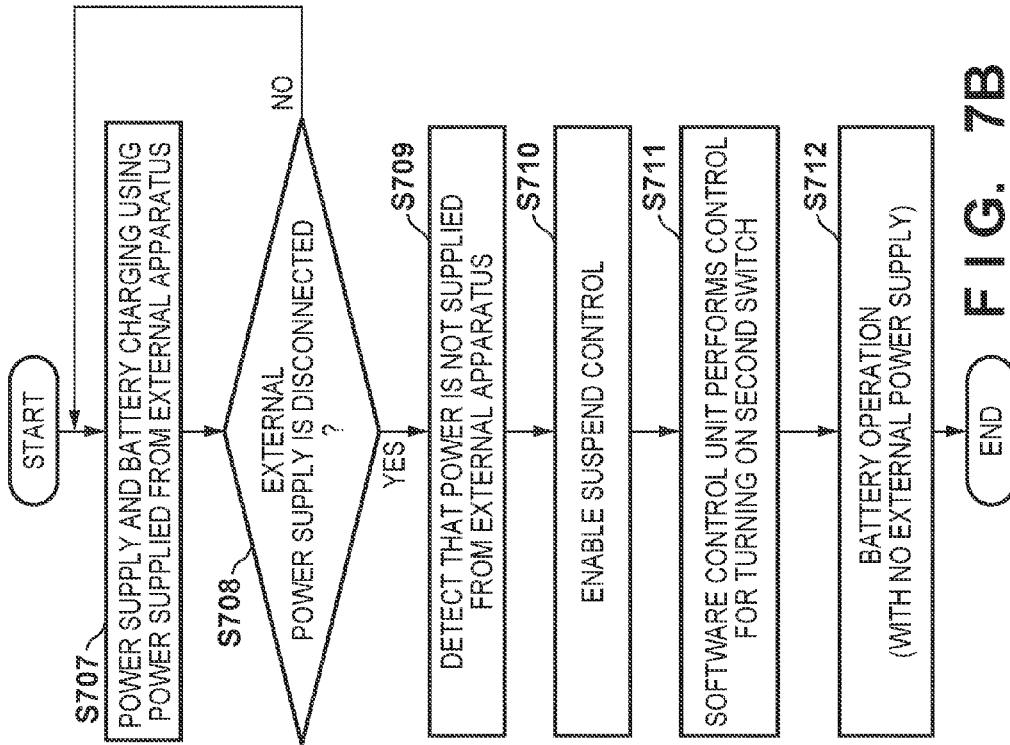 START
S707
POWER SUPPLY AND BATTERY CHARGING USING
POWER SUPPLIED FROM EXTERNAL APPARATUS
S708
EXTERNAL
POWER SUPPLY IS DISCONNECTED
?
NO
YES
S709
DETECT THAT POWER IS NOT SUPPLIED
FROM EXTERNAL APPARATUS
S710
ENABLE SUSPEND CONTROL
S711
SOFTWARE CONTROL UNIT PERFORMS CONTROL
FOR TURNING ON SECOND SWITCH
S712
BATTERY OPERATION
(WITH NO EXTERNAL POWER SUPPLY)
END
FIG. 7B